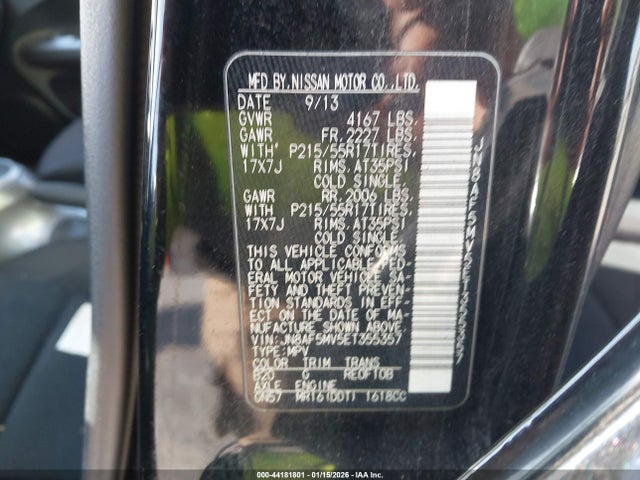 MFD BY.NISSAN MOTOR CO.,LTD.
DATE 9/13
GVWR 4167 LBS.
GAWR FR.2227 LBS.
WITH P215/55R17TIRES,
17X7J RIMS,AT35PSI
COLD SINGLE
GAWR RR.2006 LBS.
WITH P215/55R17TIRES,
17X7J RIMS,AT35PSI
COLD SINGLE
THIS VEHICLE CONFORMS
TO ALL APPLICABLE FED-
ERAL MOTOR VEHICLE SA-
FETY AND THEFT PREVEN-
TION STANDARDS IN EFF-
ECT ON THE DATE OF MA-
NUFACTURE SHOWN ABOVE.
VIN:JN8AF5MV5ET355357
TYPE:MPV
COLOR TRIM TRANS
G RE0F10B
AXLE ENGINE
GN57 MR16(DDT) 1618CC
JN8AF5MV5ET355357
000-44181801 - 01/15/2026 - IAA Inc.